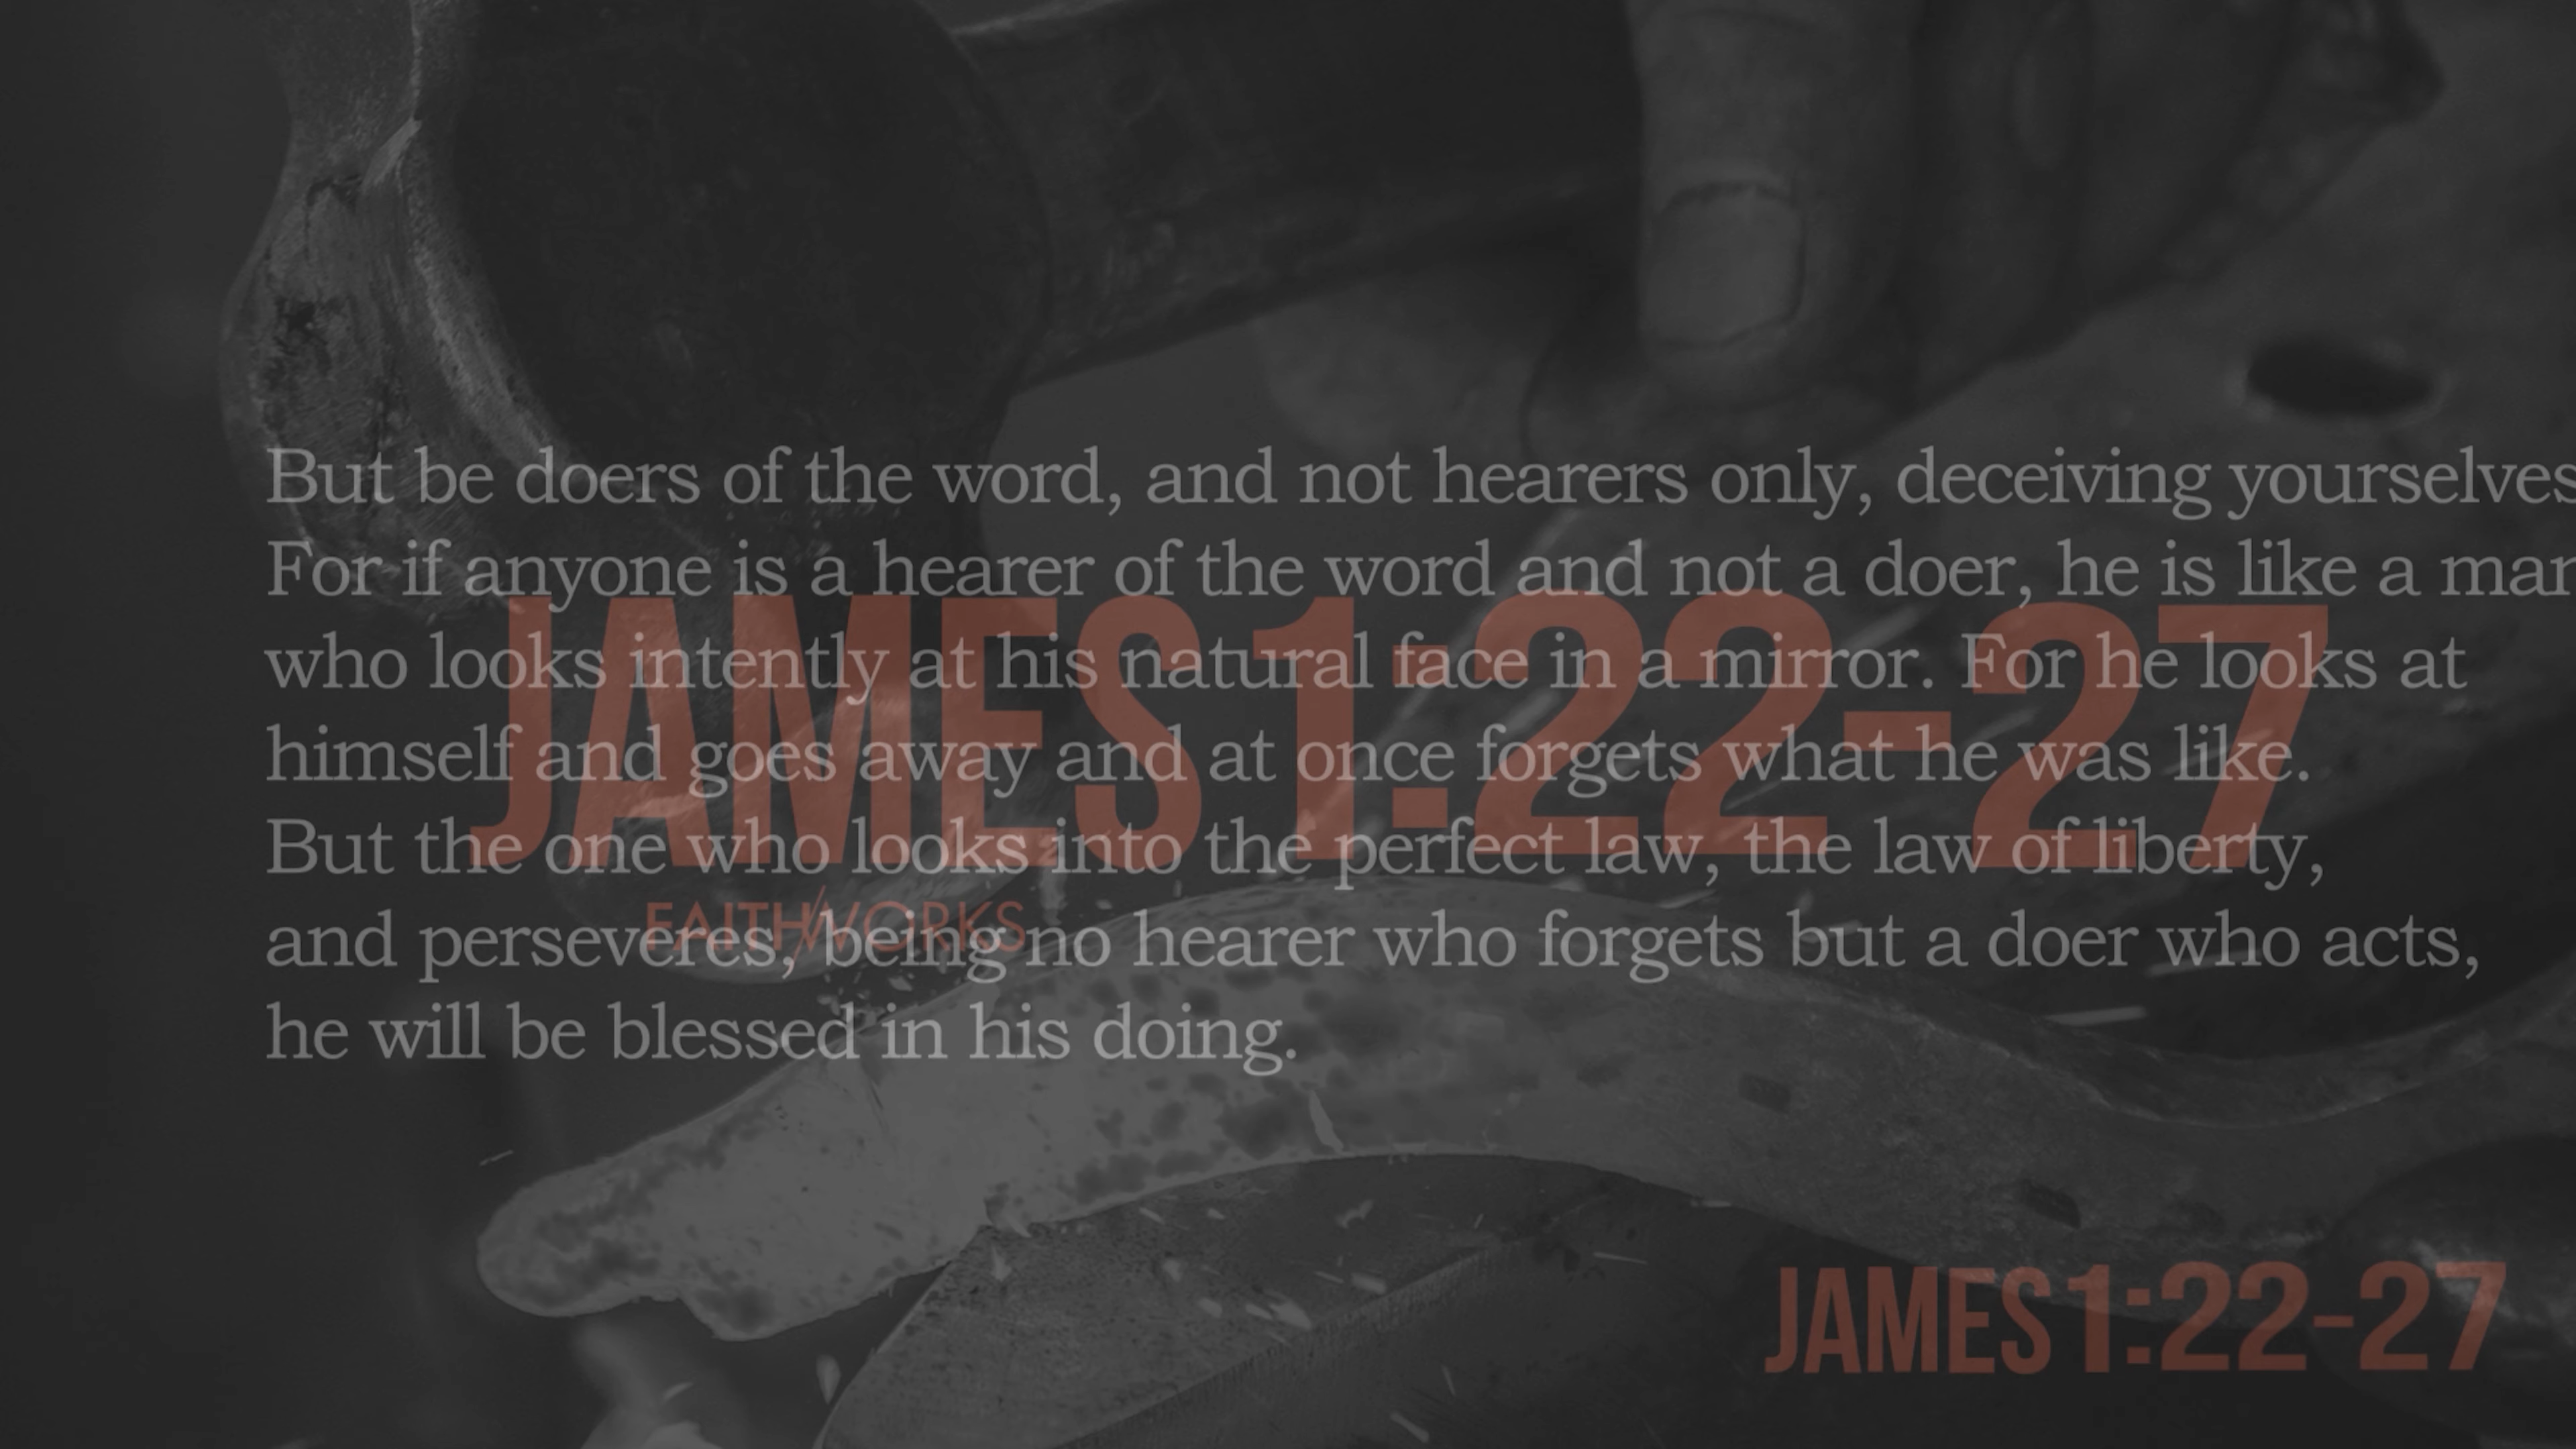 But be doers of the word, and not hearers only, deceiving yourselves
For if anyone is a hearer of the word and not a doer, he is like a man
who looks intently at his natural face in a mirror. For he looks at
himself and goes away and at once forgets what he was like.
But the one who looks into the perfect law, the law of liberty,
and perseveres, being no hearer who forgets but a doer who acts,
he will be blessed in his doing.
JAMES 1:22-27
FAITH/WORKS
JAMES 1:22-27